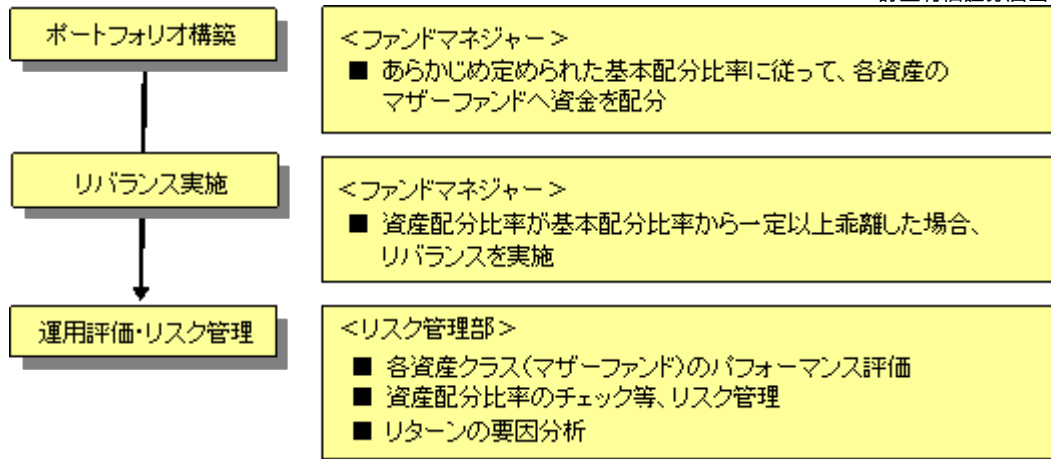 ポートフォリオ構築
＜ファンドマネジャー＞
■ あらかじめ定められた基本配分比率に従って、各資産の
マザーファンドへ資金を配分
リバランス実施
＜ファンドマネジャー＞
■ 資産配分比率が基本配分比率から一定以上乖離した場合、
リバランスを実施
運用評価・リスク管理
＜リスク管理部＞
■ 各資産クラス（マザーファンド）のパフォーマンス評価
■ 資産配分比率のチェック等、リスク管理
■ リターンの要因分析